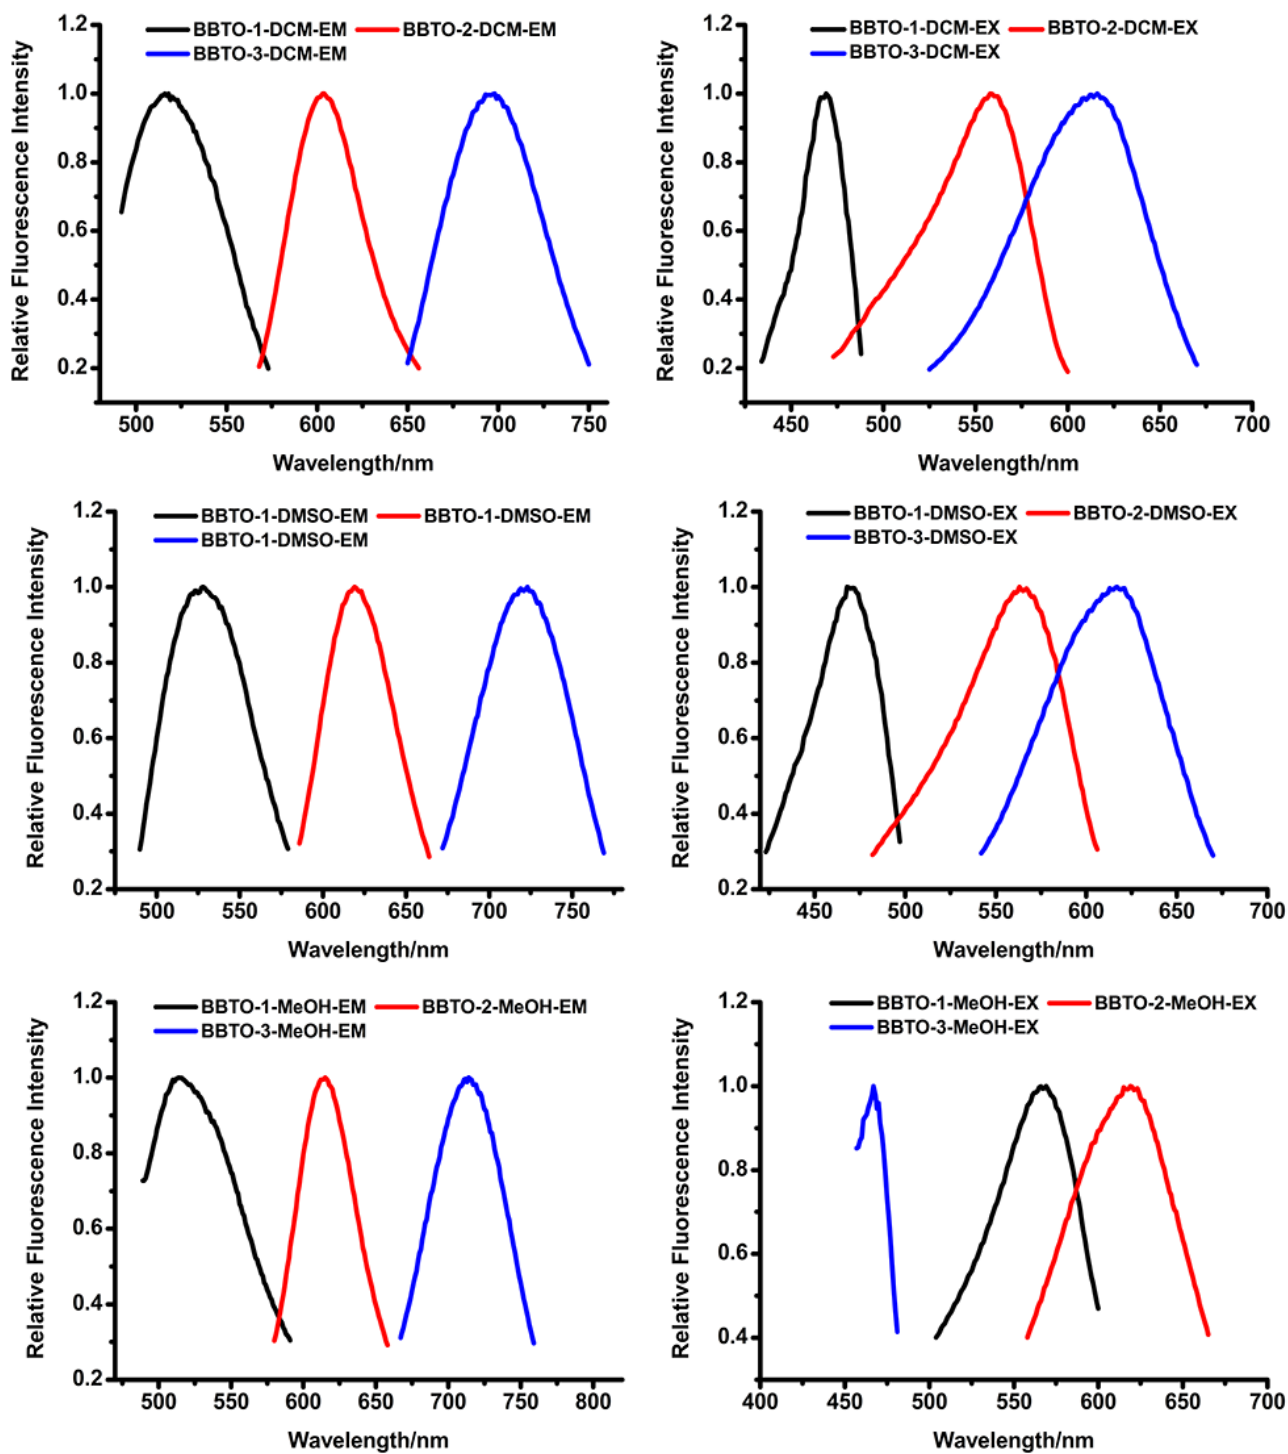 BBTO-1-DCM-EM BBTO-2-DCM-EM
BBTO-3-DCM-EM
Relative Fluorescence Intensity
1.2
1.0
0.8
0.6
0.4
0.2
500 550 600 650 700 750
Wavelength/nm
BBTO-1-DCM-EX BBTO-2-DCM-EX
BBTO-3-DCM-EX
Relative Fluorescence Intensity
1.2
1.0
0.8
0.6
0.4
0.2
450 500 550 600 650 700
Wavelength/nm
BBTO-1-DMSO-EM BBTO-1-DMSO-EM
BBTO-1-DMSO-EM
Relative Fluorescence Intensity
1.2
1.0
0.8
0.6
0.4
0.2
500 550 600 650 700 750
Wavelength/nm
BBTO-1-DMSO-EX BBTO-2-DMSO-EX
BBTO-3-DMSO-EX
Relative Fluorescence Intensity
1.2
1.0
0.8
0.6
0.4
0.2
450 500 550 600 650 700
Wavelength/nm
BBTO-1-MeOH-EM BBTO-2-MeOH-EM
BBTO-3-MeOH-EM
Relative Fluorescence Intensity
1.2
1.0
0.8
0.6
0.4
0.2
500 550 600 650 700 750 800
Wavelength/nm
BBTO-1-MeOH-EX BBTO-2-MeOH-EX
BBTO-3-MeOH-EX
Relative Fluorescence Intensity
1.2
1.0
0.8
0.6
0.4
400 450 500 550 600 650 700
Wavelength/nm